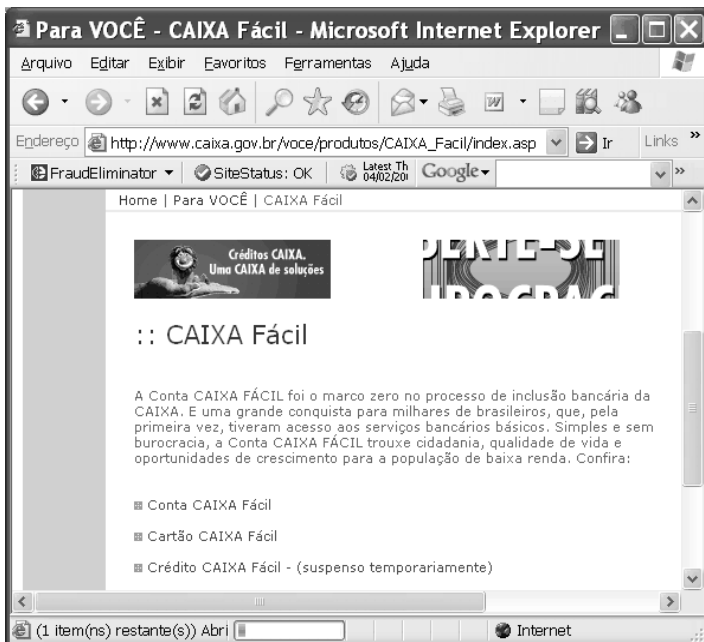 Para VOCÊ - CAIXA Fácil - Microsoft Internet Explorer
Arquivo Editar Exibir Favoritos Ferramentas Ajuda
Endereço http://www.caixa.gov.br/voce/produtos/CAIXA_Facil/index.asp Ir Links »
FraudEliminator SiteStatus: OK Latest Th 04/02/20 Google »
Home | Para VOCÊ | CAIXA Fácil
Créditos CAIXA.
Uma CAIXA de soluções
:: CAIXA Fácil
A Conta CAIXA FÁCIL foi o marco zero no processo de inclusão bancária da
CAIXA. E uma grande conquista para milhares de brasileiros, que, pela
primeira vez, tiveram acesso aos serviços bancários básicos. Simples e sem
burocracia, a Conta CAIXA FÁCIL trouxe cidadania, qualidade de vida e
oportunidades de crescimento para a população de baixa renda. Confira:
Conta CAIXA Fácil
Cartão CAIXA Fácil
Crédito CAIXA Fácil - (suspenso temporariamente)
(1 item(ns) restante(s)) Abri Internet